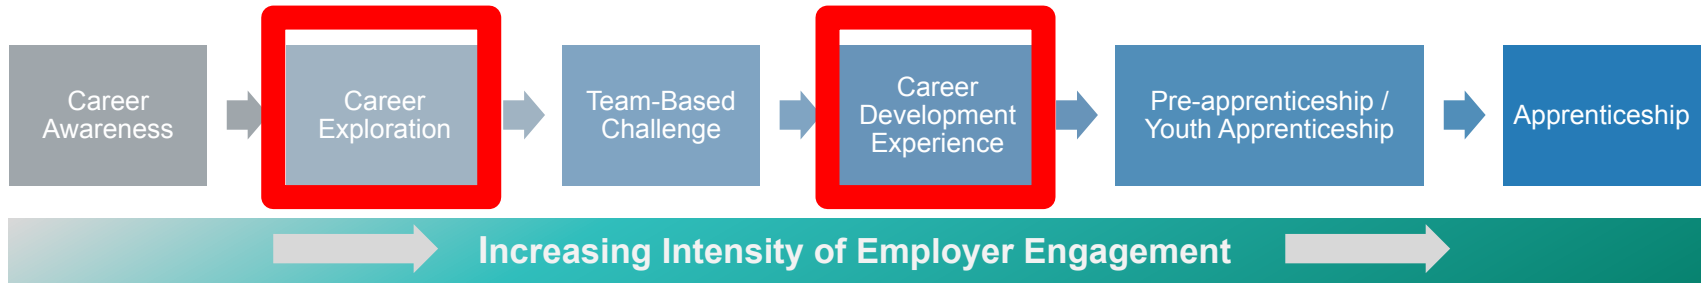 Career
Awareness
Career
Exploration
Team-Based
Challenge
Career
Development
Experience
Pre-apprenticeship /
Youth Apprenticeship
Apprenticeship
Increasing Intensity of Employer Engagement